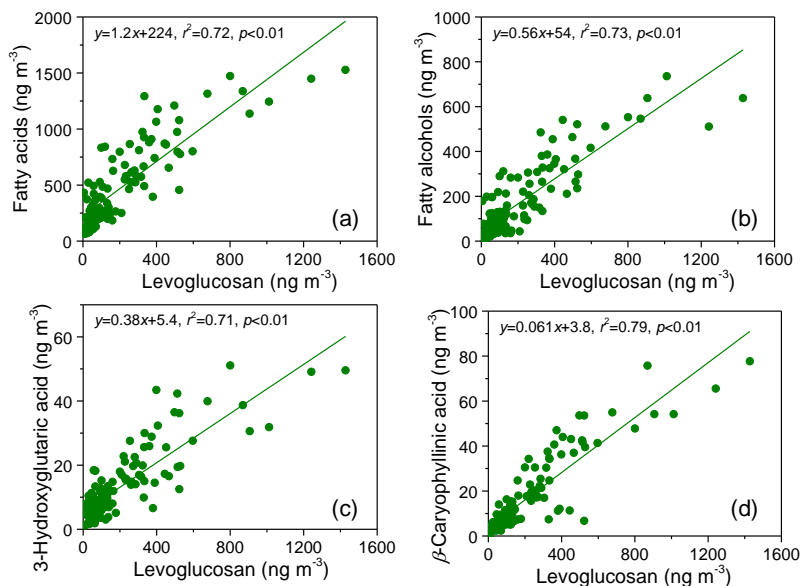 y=1.2x+224, r²=0.72, p<0.01
2000
1500
1000
500
250
0
Fatty acids (ng m⁻³)
0 400 800 1200 1600
Levoglucosan (ng m⁻³)
(a)
y=0.56x+54, r²=0.73, p<0.01
1000
800
600
400
200
0
Fatty alcohols (ng m⁻³)
0 400 800 1200 1600
Levoglucosan (ng m⁻³)
(b)
y=0.38x+5.4, r²=0.71, p<0.01
60
40
20
0
3-Hydroxyglutaric acid (ng m⁻³)
0 400 800 1200 1600
Levoglucosan (ng m⁻³)
(c)
y=0.061x+3.8, r²=0.79, p<0.01
100
80
60
40
20
0
β-Caryophyllinic acid (ng m⁻³)
0 400 800 1200 1600
Levoglucosan (ng m⁻³)
(d)